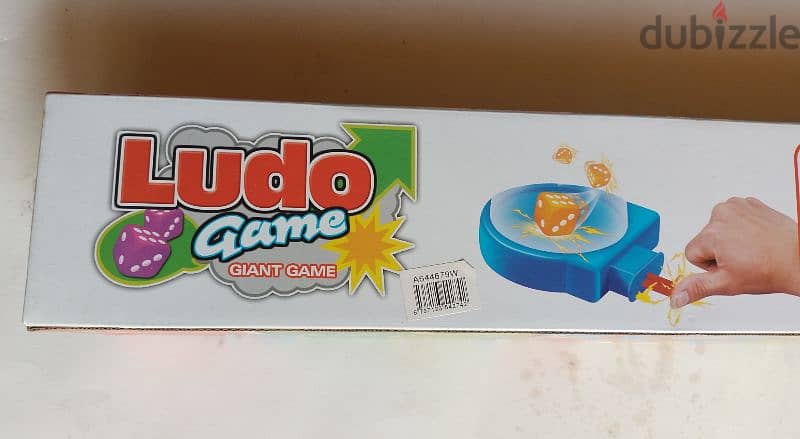 dubizzle
Ludo
Game
GIANT GAME
A644679W